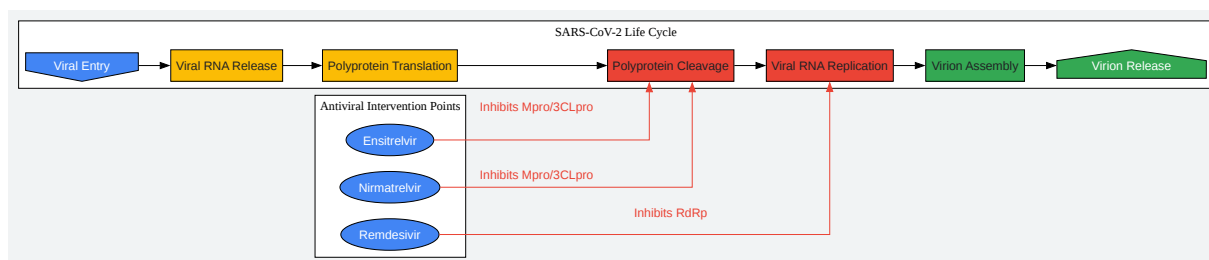 SARS-CoV-2 Life Cycle
Viral Entry
Viral RNA Release
Polyprotein Translation
Polyprotein Cleavage
Viral RNA Replication
Virion Assembly
Virion Release
Antiviral Intervention Points
Inhibits Mpro/3CLpro
Ensitrelvir
Inhibits Mpro/3CLpro
Nirmatrelvir
Inhibits RdRp
Remdesivir